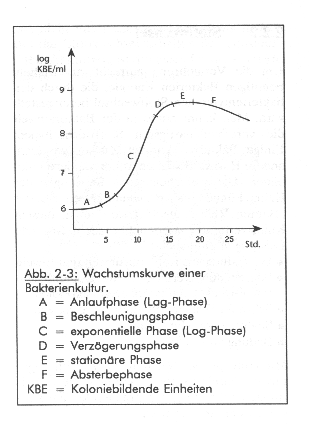 log
KBE/ml
9
8
7
6
A
B
C
D
E
F
5 10 15 20 25 Std.
Abb. 2-3: Wachstumskurve einer
Bakterienkultur.
A = Anlaufphase (Lag-Phase)
B = Beschleunigungsphase
C = exponentielle Phase (Log-Phase)
D = Verzögerungsphase
E = stationäre Phase
F = Absterbephase
KBE = Koloniebildende Einheiten